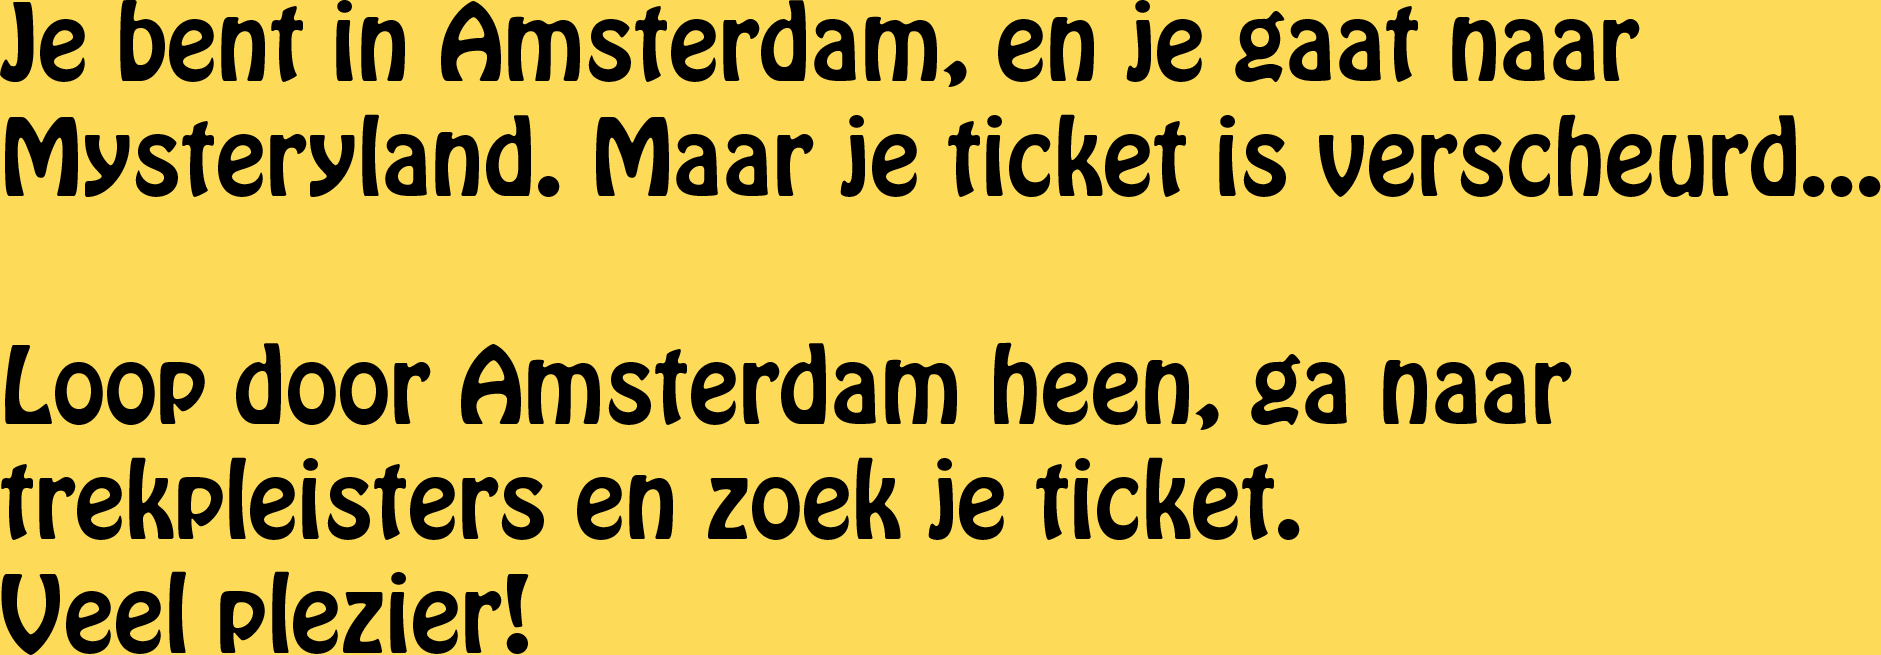 Je bent in Amsterdam, en je gaat naar
Mysteryland. Maar je ticket is verscheurd...
Loop door Amsterdam heen, ga naar
trekpleisters en zoek je ticket.
Veel plezier!